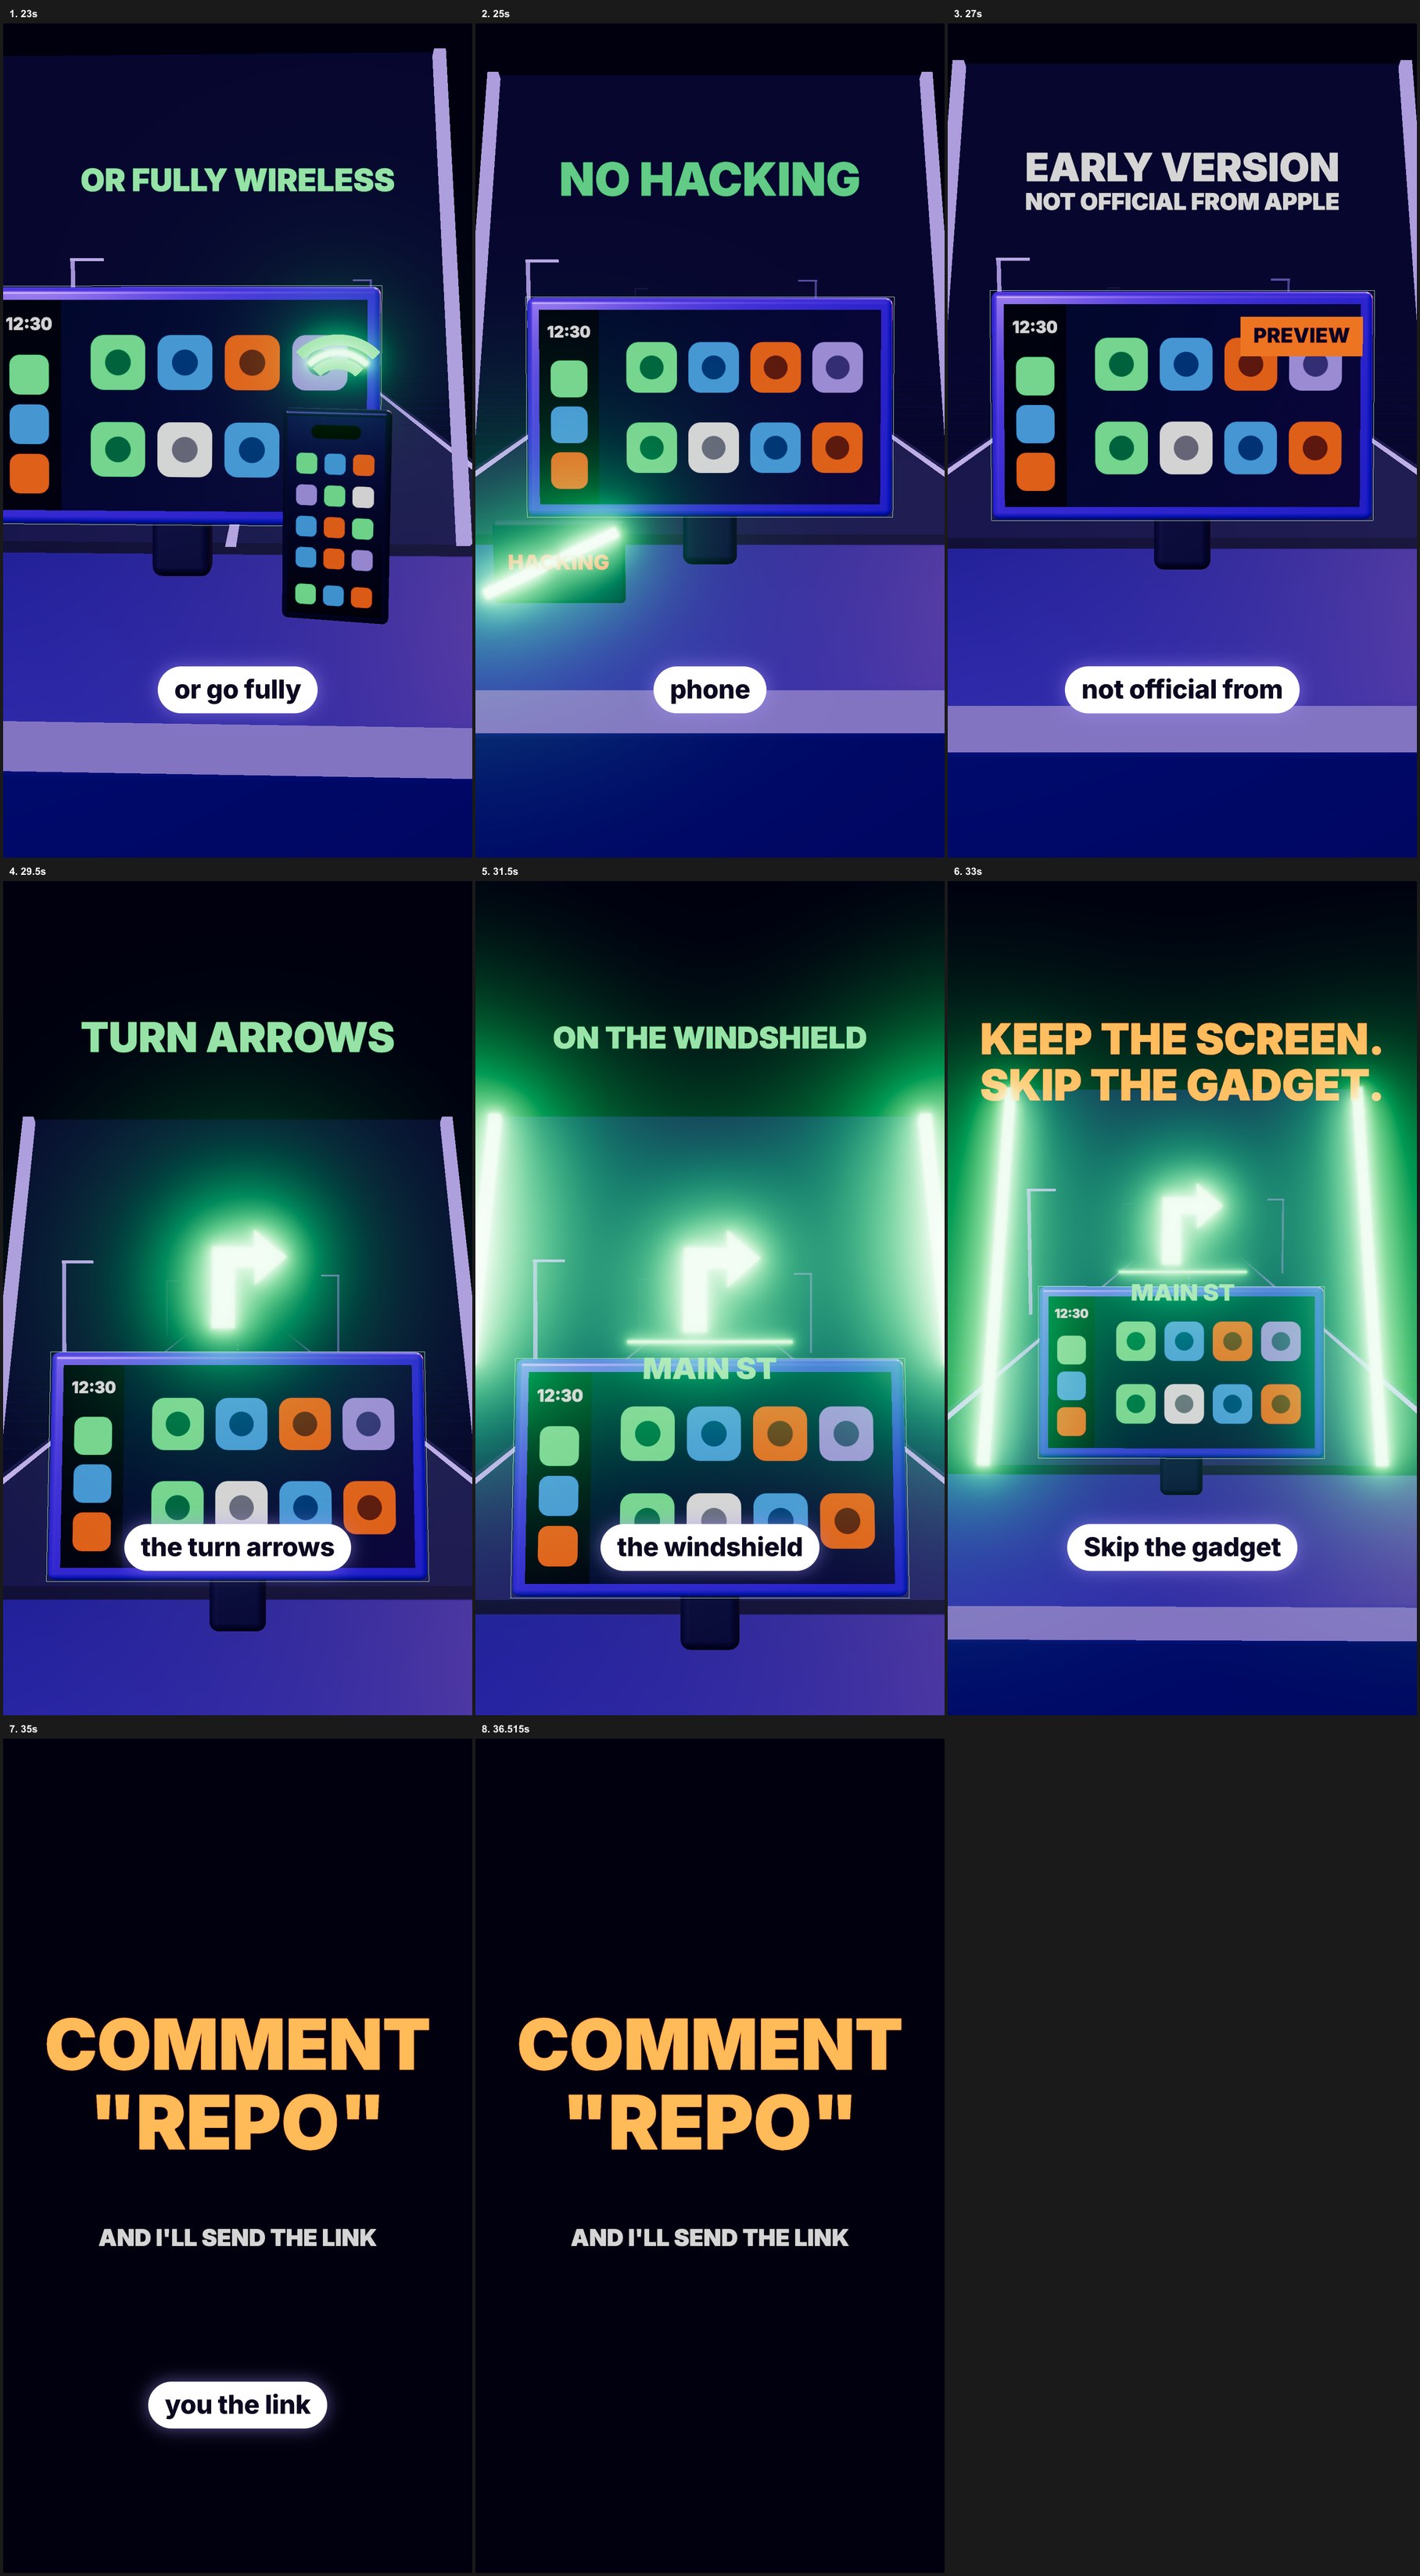 1. 23s
OR FULLY WIRELESS
12:30
or go fully
2. 25s
NO HACKING
12:30
HACKING
phone
3. 27s
EARLY VERSION
NOT OFFICIAL FROM APPLE
12:30
PREVIEW
not official from
4. 29.5s
TURN ARROWS
12:30
the turn arrows
5. 31.5s
ON THE WINDSHIELD
MAIN ST
12:30
the windshield
6. 33s
KEEP THE SCREEN.
SKIP THE GADGET.
MAIN ST
12:30
Skip the gadget
7. 35s
COMMENT
"REPO"
AND I'LL SEND THE LINK
you the link
8. 36.515s
COMMENT
"REPO"
AND I'LL SEND THE LINK